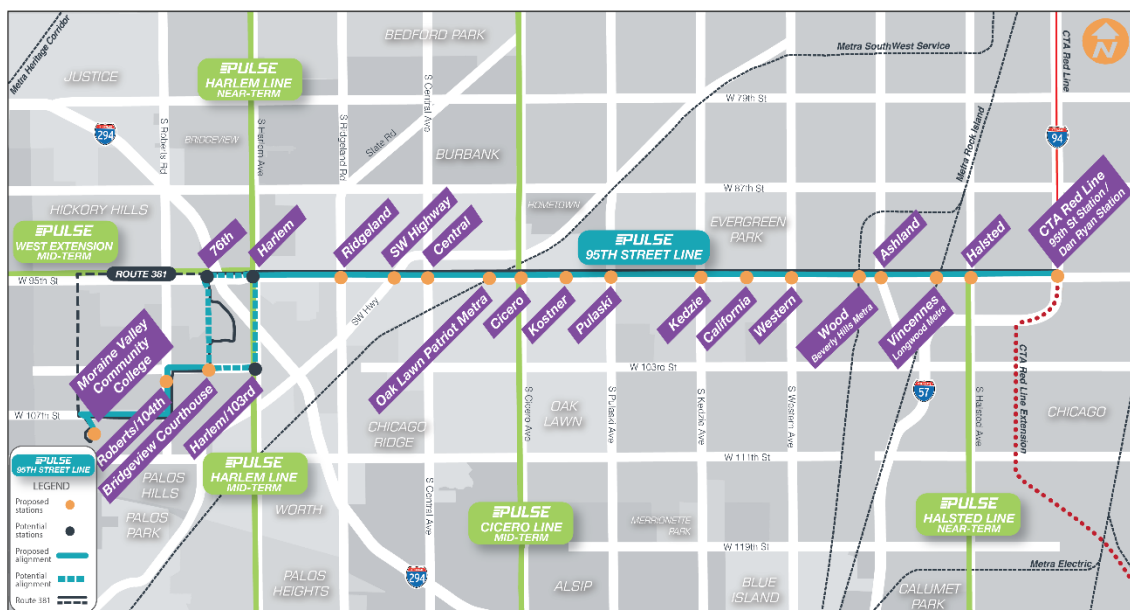 Metra Heritage Corridor
JUSTICE
294
S Roberts Rd
BRIDGEVIEW
PULSE
HARLEM LINE
NEAR-TERM
S Harlem Ave
S Ridgeland Rd
State Rd
BEDFORD PARK
S Central Ave
BURBANK
Metra SouthWest Service
W 79th St
Metra Rock Island
CTA Red Line
94
N
HICKORY HILLS
HOMETOWN
W 87th St
EVERGREEN
PARK
PULSE
WEST EXTENSION
MID-TERM
ROUTE 381
W 95th St
76th
Harlem
Ridgeland
SW Highway
Central
PULSE
95TH STREET LINE
Ashland
Halsted
CTA Red Line
95th St Station /
Dan Ryan Station
SW Hwy
Oak Lawn Patriot Metra
Cicero
Kostner
Pulaski
Kedzie
California
Western
Wood
Beverly Hills Metra
Vincennes
Longwood Metra
Moraine Valley
Community
College
Roberts/104th
Bridgeview Courthouse
Harlem/103rd
W 103rd St
W 107th St
CHICAGO
RIDGE
S Cicero Ave
OAK
LAWN
S Pulaski Ave
S Kedzie Ave
S Western Ave
57
S Halsted Ave
CTA Red Line Extension
CHICAGO
W 111th St
PALOS
HILLS
PALOS
PARK
PULSE
HARLEM LINE
MID-TERM
WORTH
S Central Ave
PULSE
CICERO LINE
MID-TERM
MERRIONETTE
PARK
PULSE
HALSTED LINE
NEAR-TERM
W 119th St
Metra Electric
PALOS
HEIGHTS
294
ALSIP
BLUE
ISLAND
CALUMET
PARK
PULSE
95TH STREET LINE
LEGEND
Proposed
stations
Potential
stations
Proposed
alignment
Potential
alignment
Route 381